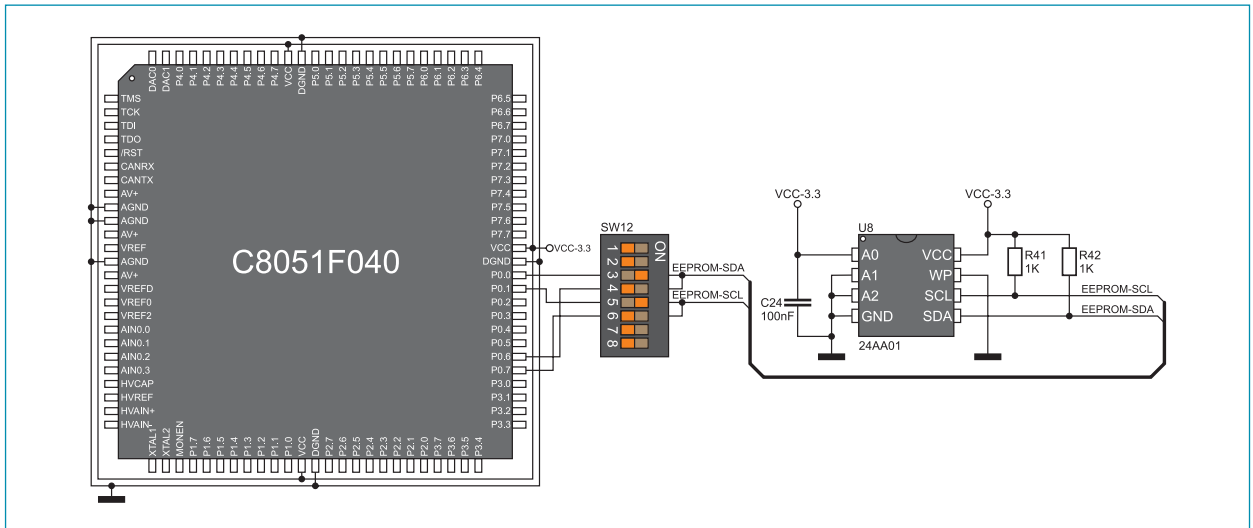 DAC0
DAC1
P4.0
P4.1
P4.2
P4.3
P4.4
P4.5
P4.6
P4.7
VCC
DGND
P5.0
P5.1
P5.2
P5.3
P5.4
P5.5
P5.6
P5.7
P6.0
P6.1
P6.2
P6.3
P6.4
TMS
TCK
TDI
TDO
/RST
CANRX
CANTX
AV+
AGND
AGND
AV+
VREF
AGND
AV+
VREFD
VREF0
VREF2
AIN0.0
AIN0.1
AIN0.2
AIN0.3
HVCAP
HVREF
HVAIN+
HVAIN-
C8051F040
P6.5
P6.6
P6.7
P7.0
P7.1
P7.2
P7.3
P7.4
P7.5
P7.6
P7.7
VCC
DGND
P0.0
P0.1
P0.2
P0.3
P0.4
P0.5
P0.6
P0.7
P3.0
P3.1
P3.2
P3.3
XTAL1
XTAL2
MONEN
P1.7
P1.6
P1.5
P1.4
P1.3
P1.2
P1.1
P1.0
VCC
DGND
P2.7
P2.6
P2.5
P2.4
P2.3
P2.2
P2.1
P2.0
P3.7
P3.6
P3.5
P3.4
VCC-3.3
SW12
ON
1
2
3
4
5
6
7
8
EEPROM-SDA
EEPROM-SCL
VCC-3.3
VCC-3.3
C24
100nF
U8
A0
A1
A2
GND
VCC
WP
SCL
SDA
24AA01
R41
1K
R42
1K
EEPROM-SCL
EEPROM-SDA